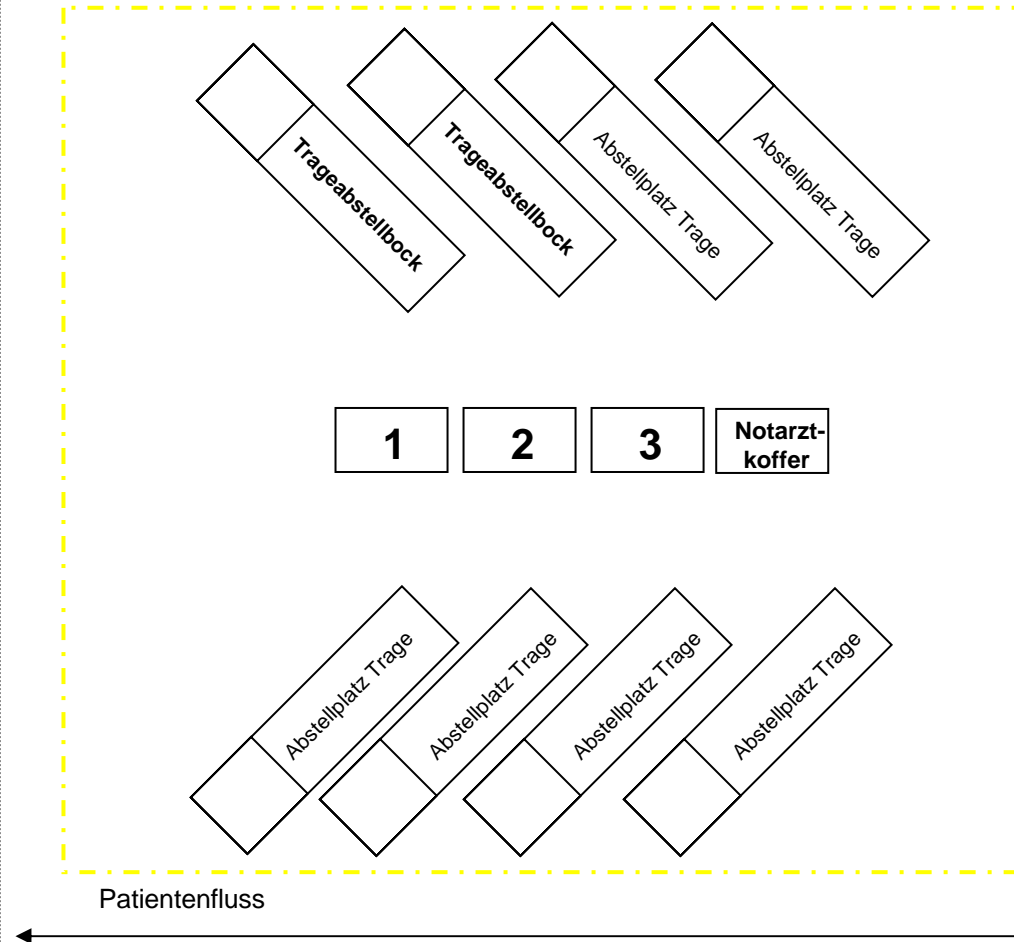 Trageabstellbock
Trageabstellbock
Abstellplatz Trage
Abstellplatz Trage
1
2
3
Notarzt-
koffer
Abstellplatz Trage
Abstellplatz Trage
Abstellplatz Trage
Abstellplatz Trage
Patientenfluss